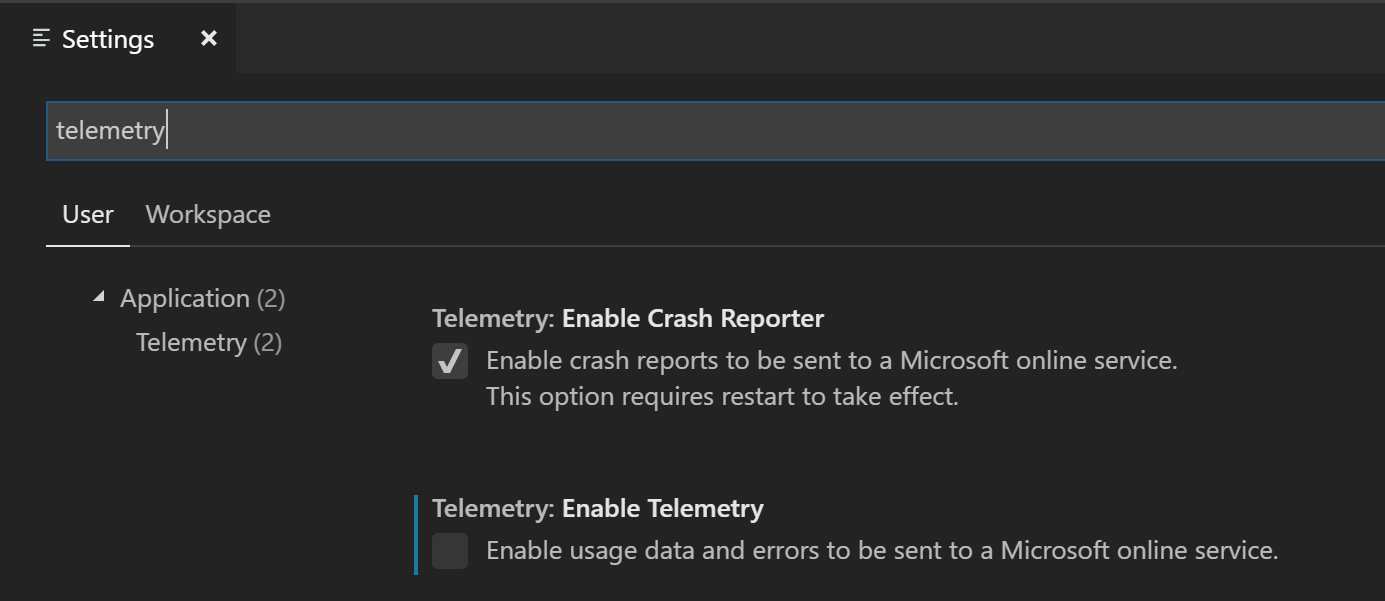 Settings
telemetry
User Workspace
Application (2)
Telemetry (2)
Telemetry: Enable Crash Reporter
Enable crash reports to be sent to a Microsoft online service.
This option requires restart to take effect.
Telemetry: Enable Telemetry
Enable usage data and errors to be sent to a Microsoft online service.